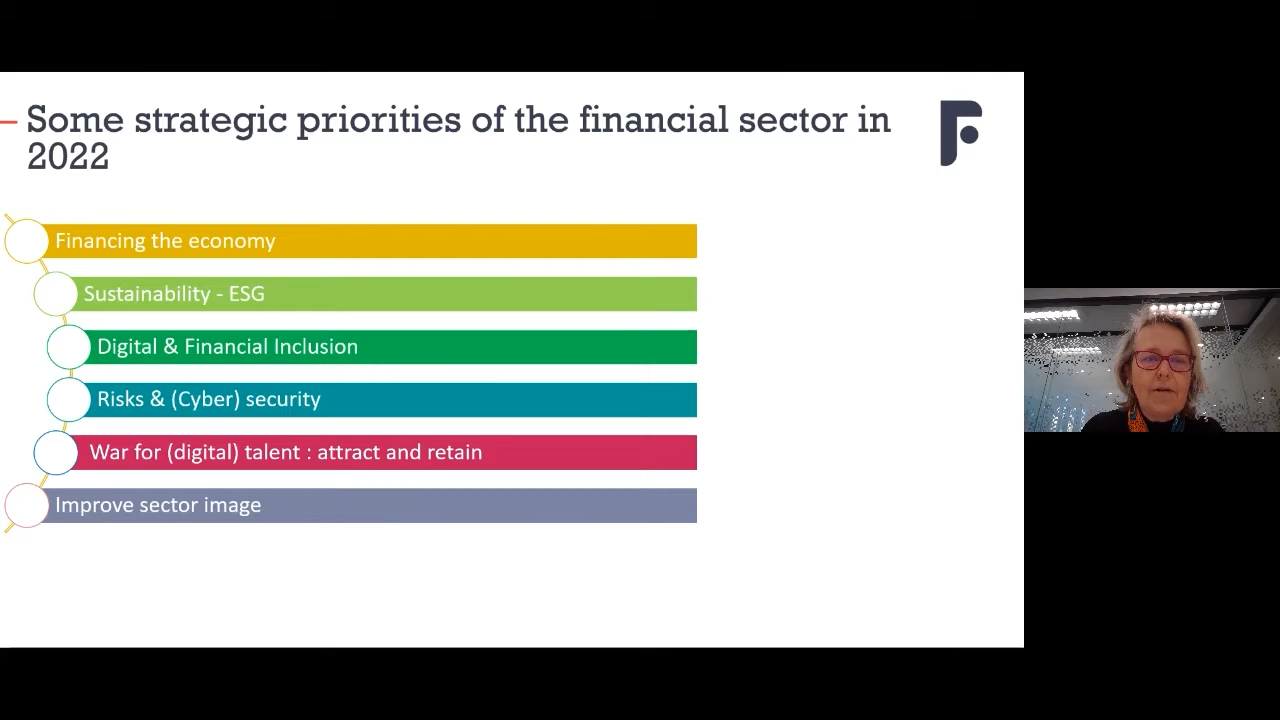 Some strategic priorities of the financial sector in
2022
Financing the economy
Sustainability - ESG
Digital & Financial Inclusion
Risks & (Cyber) security
War for (digital) talent : attract and retain
Improve sector image